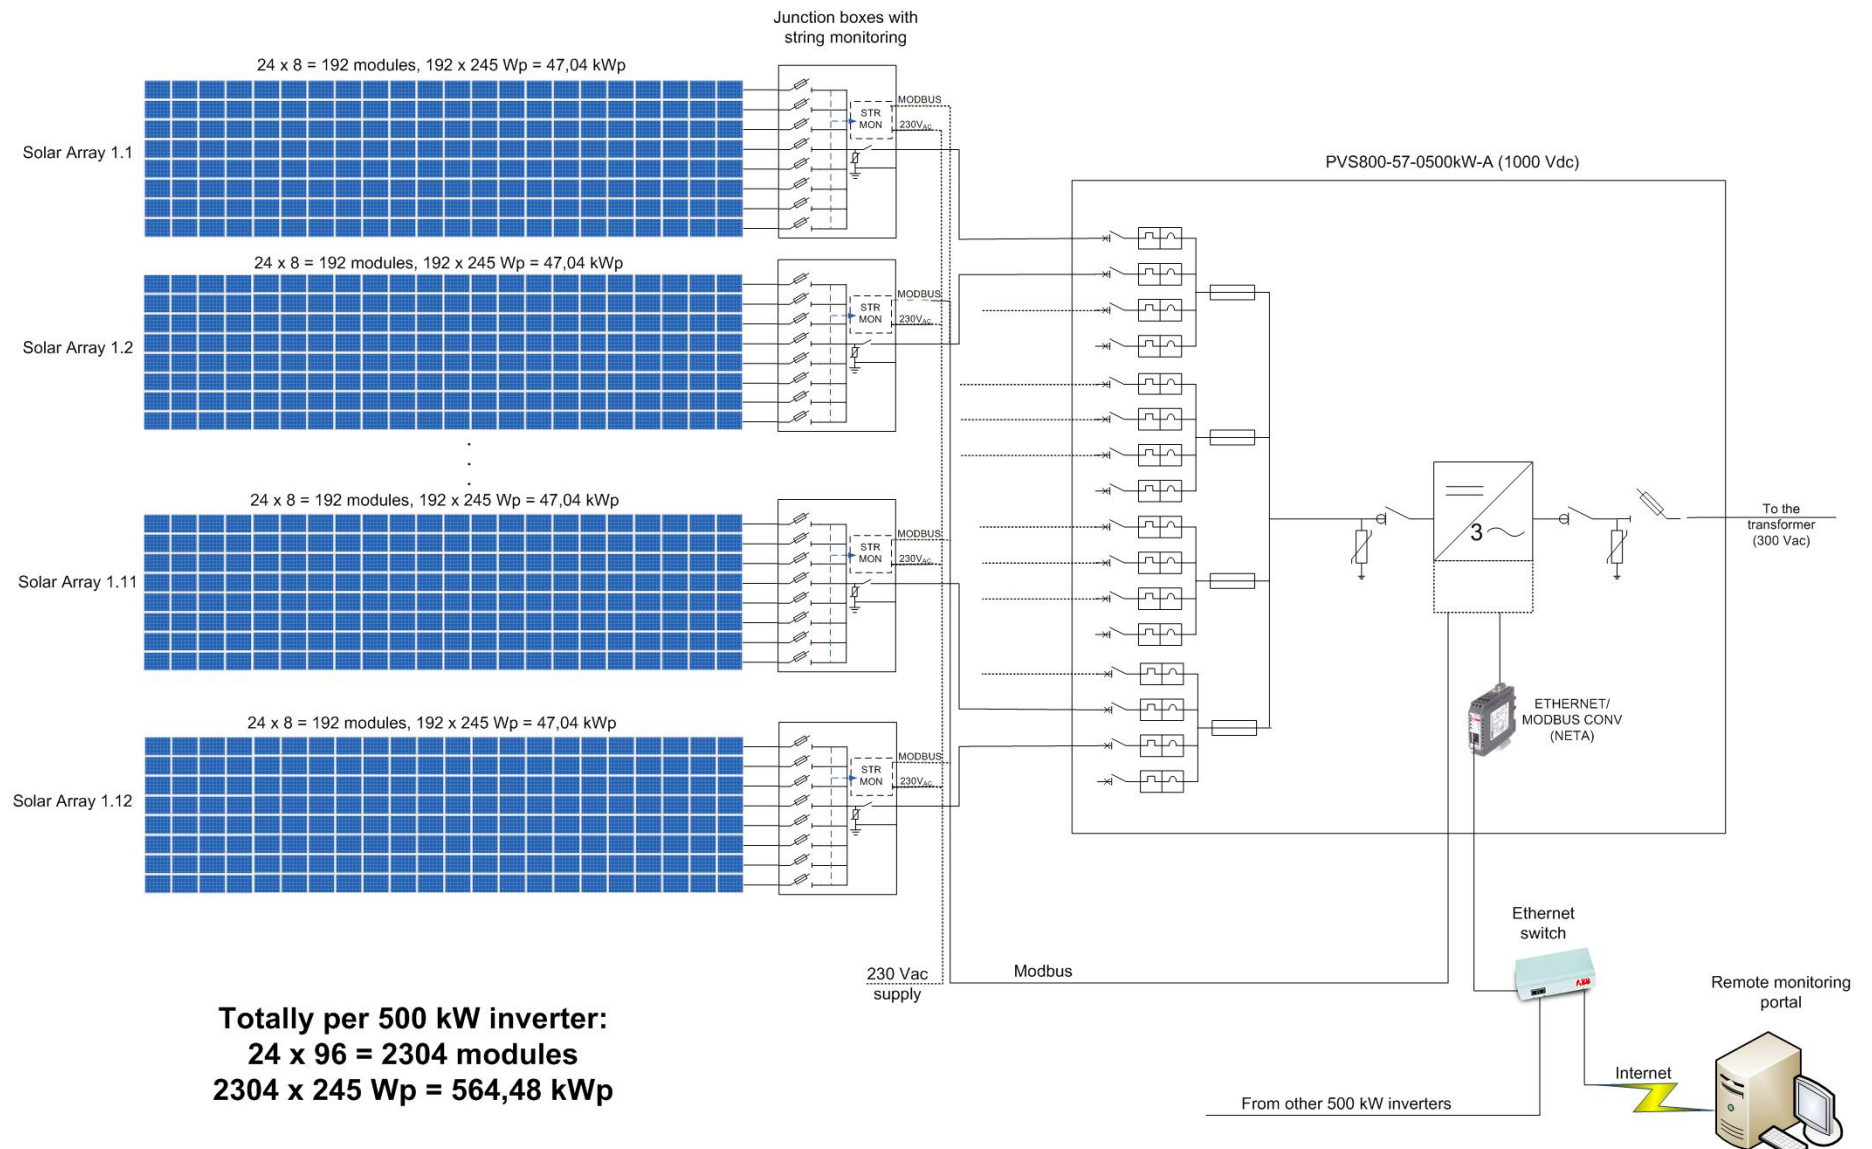 Junction boxes with
string monitoring
24 x 8 = 192 modules, 192 x 245 Wp = 47,04 kWp
Solar Array 1.1
STR
MON
MODBUS
230VAC
PVS800-57-0500kW-A (1000 Vdc)
24 x 8 = 192 modules, 192 x 245 Wp = 47,04 kWp
Solar Array 1.2
STR
MON
MODBUS
230VAC
24 x 8 = 192 modules, 192 x 245 Wp = 47,04 kWp
Solar Array 1.11
STR
MON
MODBUS
230VAC
3
To the
transformer
(300 Vac)
24 x 8 = 192 modules, 192 x 245 Wp = 47,04 kWp
Solar Array 1.12
STR
MON
MODBUS
230VAC
ETHERNET/
MODBUS CONV
(NETA)
230 Vac
supply
Modbus
Ethernet
switch
ABB
Remote monitoring
portal
Internet
From other 500 kW inverters
Totally per 500 kW inverter:
24 x 96 = 2304 modules
2304 x 245 Wp = 564,48 kWp